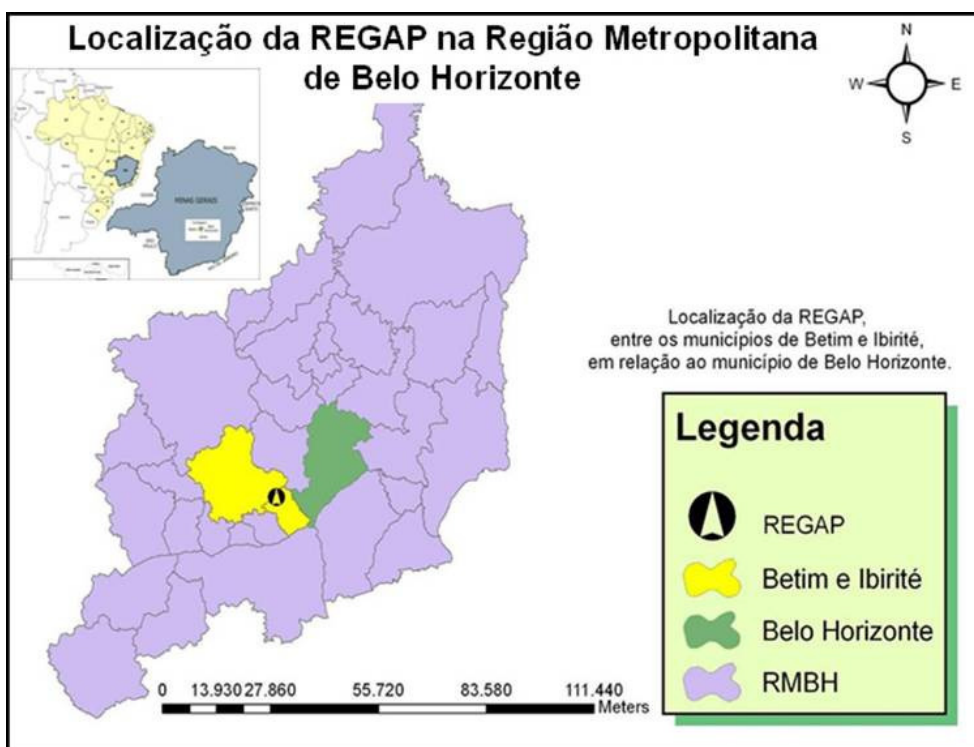 Localização da REGAP na Região Metropolitana
de Belo Horizonte
N
W
E
S
MINAS GERAIS
Localização da REGAP,
entre os municípios de Betim e Ibirité,
em relação ao município de Belo Horizonte.
Legenda
REGAP
Betim e Ibirité
Belo Horizonte
RMBH
0 13.930 27.860 55.720 83.580 111.440
Meters